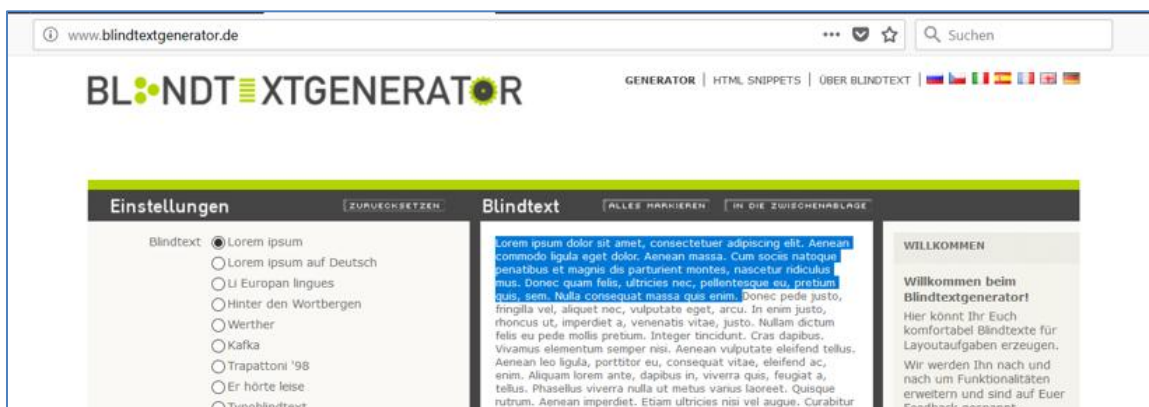 www.blindtextgenerator.de
Suchen
BLINDTEXTGENERATOR
GENERATOR | HTML SNIPPETS | ÜBER BLINDTEXT |
Einstellungen
ZURUECKSETZEN
Blindtext
Lorem ipsum
Lorem ipsum auf Deutsch
Li Europan lingues
Hinter den Wortbergen
Werther
Kafka
Trapattoni '98
Er hörte leise
Typoblindtext
Blindtext
ALLES MARKIEREN
IN DIE ZWISCHENABLAGE
Lorem ipsum dolor sit amet, consectetuer adipiscing elit. Aenean
commodo ligula eget dolor. Aenean massa. Cum sociis natoque
penatibus et magnis dis parturient montes, nascetur ridiculus
mus. Donec quam felis, ultricies nec, pellentesque eu, pretium
quis, sem. Nulla consequat massa quis enim. Donec pede justo,
fringilla vel, aliquet nec, vulputate eget, arcu. In enim justo,
rhoncus ut, imperdiet a, venenatis vitae, justo. Nullam dictum
felis eu pede mollis pretium. Integer tincidunt. Cras dapibus.
Vivamus elementum semper nisi. Aenean vulputate eleifend tellus.
Aenean leo ligula, porttitor eu, consequat vitae, eleifend ac,
enim. Aliquam lorem ante, dapibus in, viverra quis, feugiat a,
tellus. Phasellus viverra nulla ut metus varius laoreet. Quisque
rutrum. Aenean imperdiet. Etiam ultricies nisi vel augue. Curabitur
WILLKOMMEN
Willkommen beim
Blindtextgenerator!
Hier könnt Ihr Euch
komfortabel Blindtexte für
Layoutaufgaben erzeugen.
Wir werden Ihn nach und
nach um Funktionalitäten
erweitern und sind auf Euer
Feedback gespannt